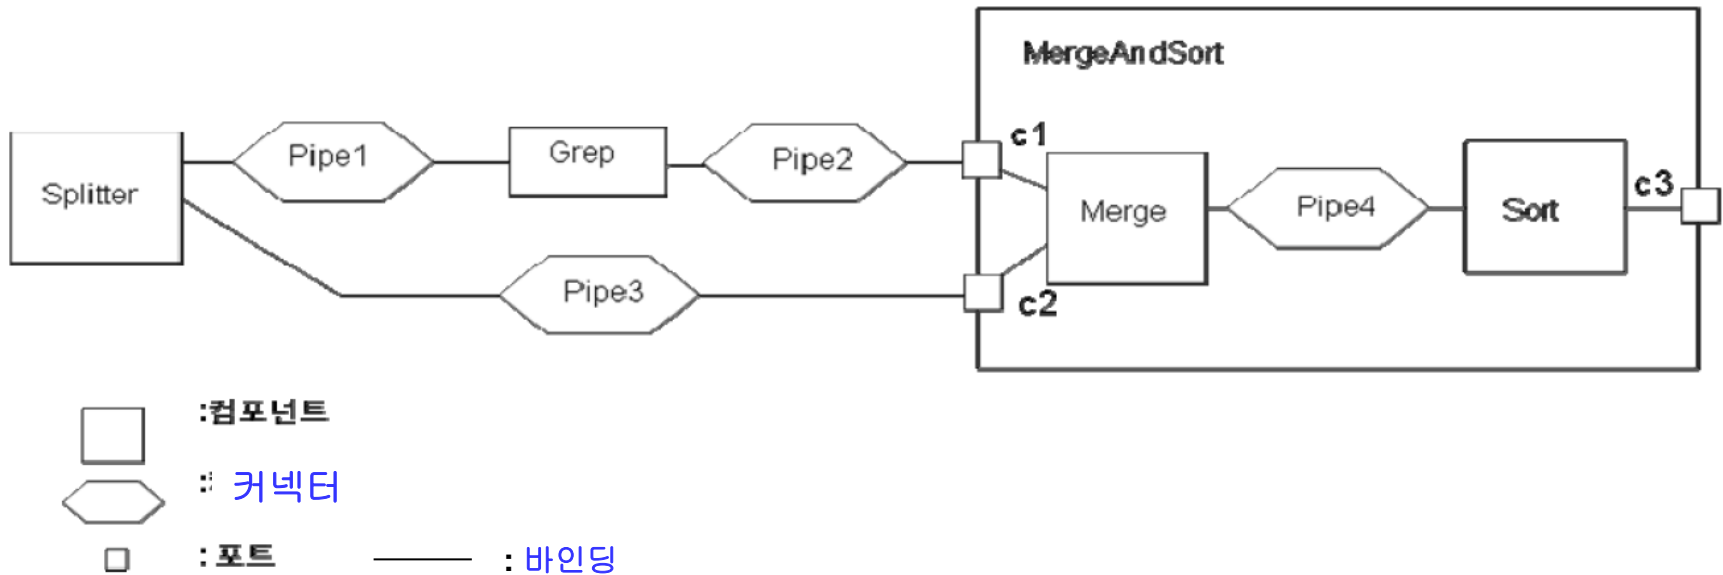 MergeAndSort
c1
Pipe1
Grep
Pipe2
Splitter
Merge
Pipe4
Sort
c3
Pipe3
c2
:컴포넌트
: 커넥터
: 포트
: 바인딩